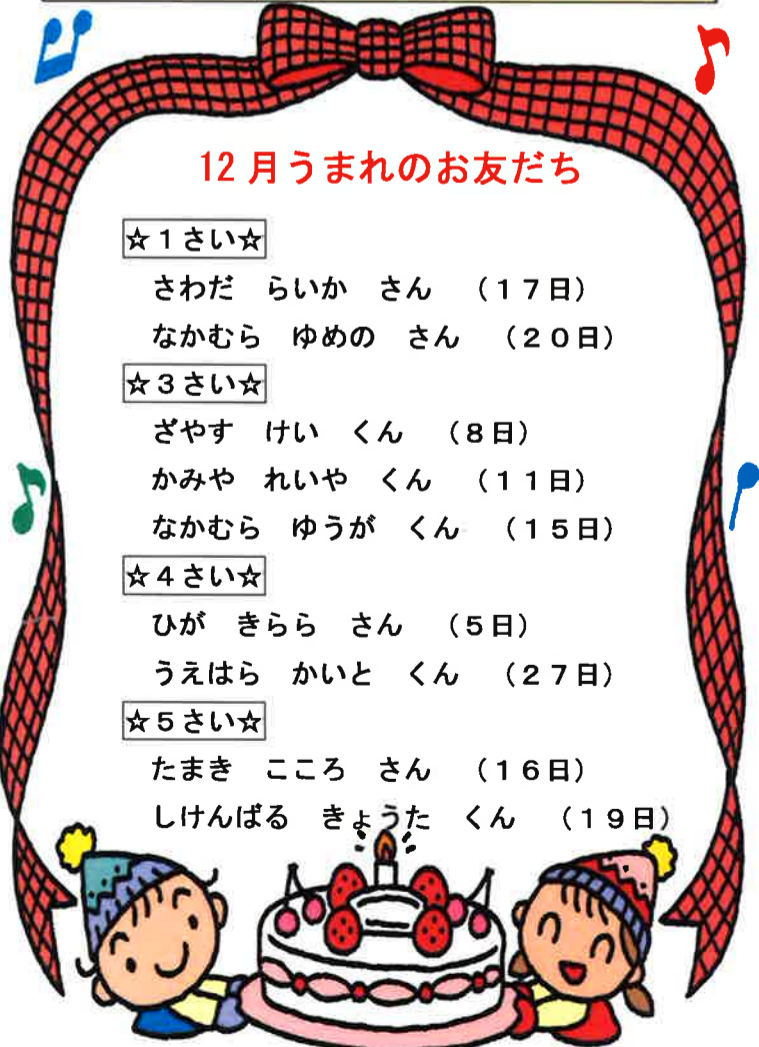 12月うまれのお友だち
☆１さい☆
さわだ　らいか　さん　（１７日）
なかむら　ゆめの　さん　（２０日）
☆３さい☆
ざやす　けい　くん　（８日）
かみや　れいや　くん　（１１日）
なかむら　ゆうが　くん　（１５日）
☆４さい☆
ひが　きらら　さん　（５日）
うえはら　かいと　くん　（２７日）
☆５さい☆
たまき　こころ　さん　（１６日）
しけんばる　きょうた　くん　（１９日）